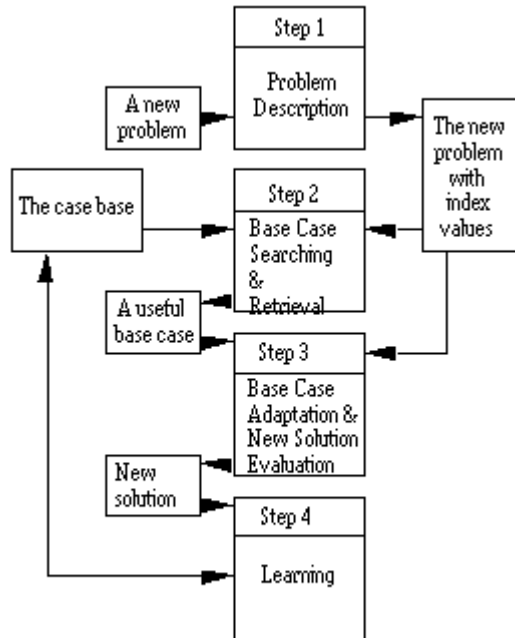 Step 1
Problem
Description
A new
problem
The new
problem
with
index
values
The case base
Step 2
Base Case
Searching
&
Retrieval
A useful
base case
Step 3
Base Case
Adaptation &
New Solution
Evaluation
New
solution
Step 4
Learning